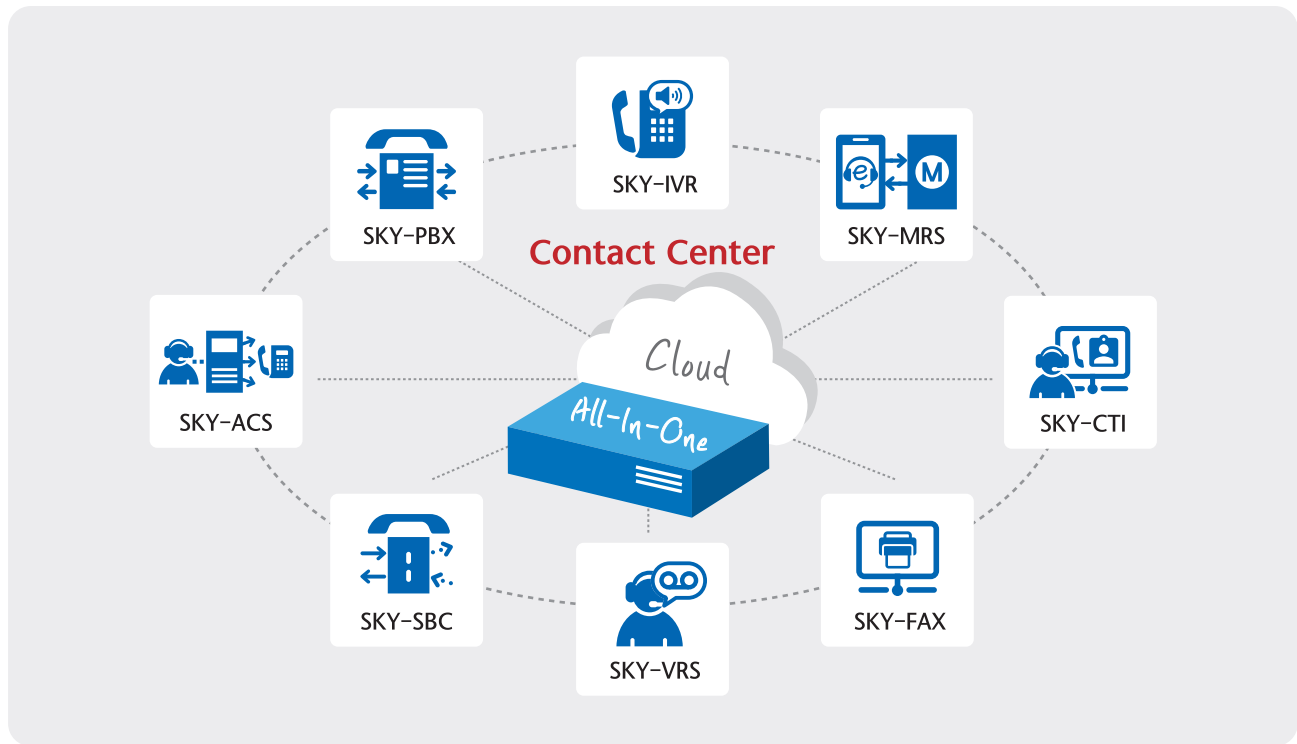 SKY-IVR
SKY-PBX
SKY-MRS
Contact Center
Cloud
All-In-One
SKY-ACS
SKY-CTI
SKY-SBC
SKY-FAX
SKY-VRS
e
M